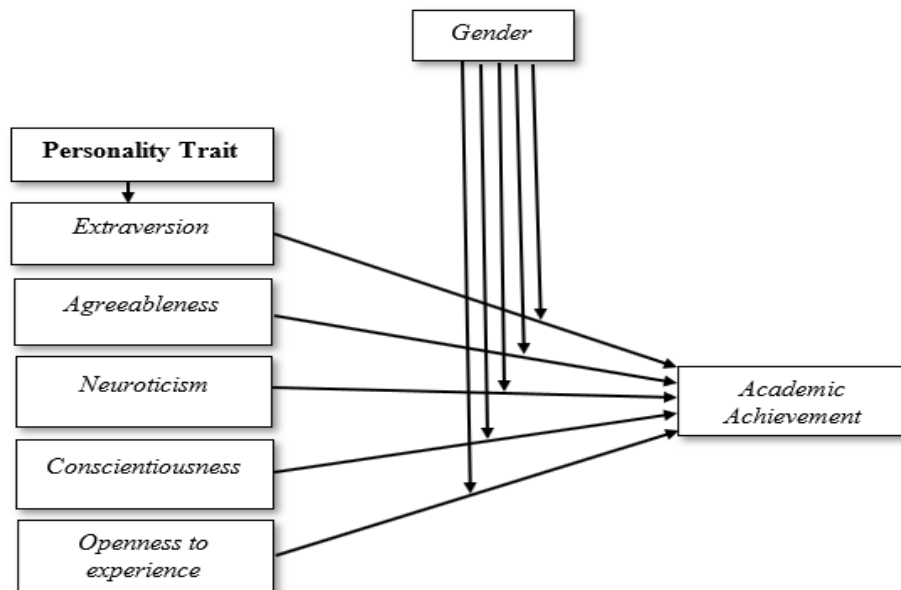 Gender
Personality Trait
Extraversion
Agreeableness
Neuroticism
Academic
Achievement
Conscientiousness
Openness to
experience